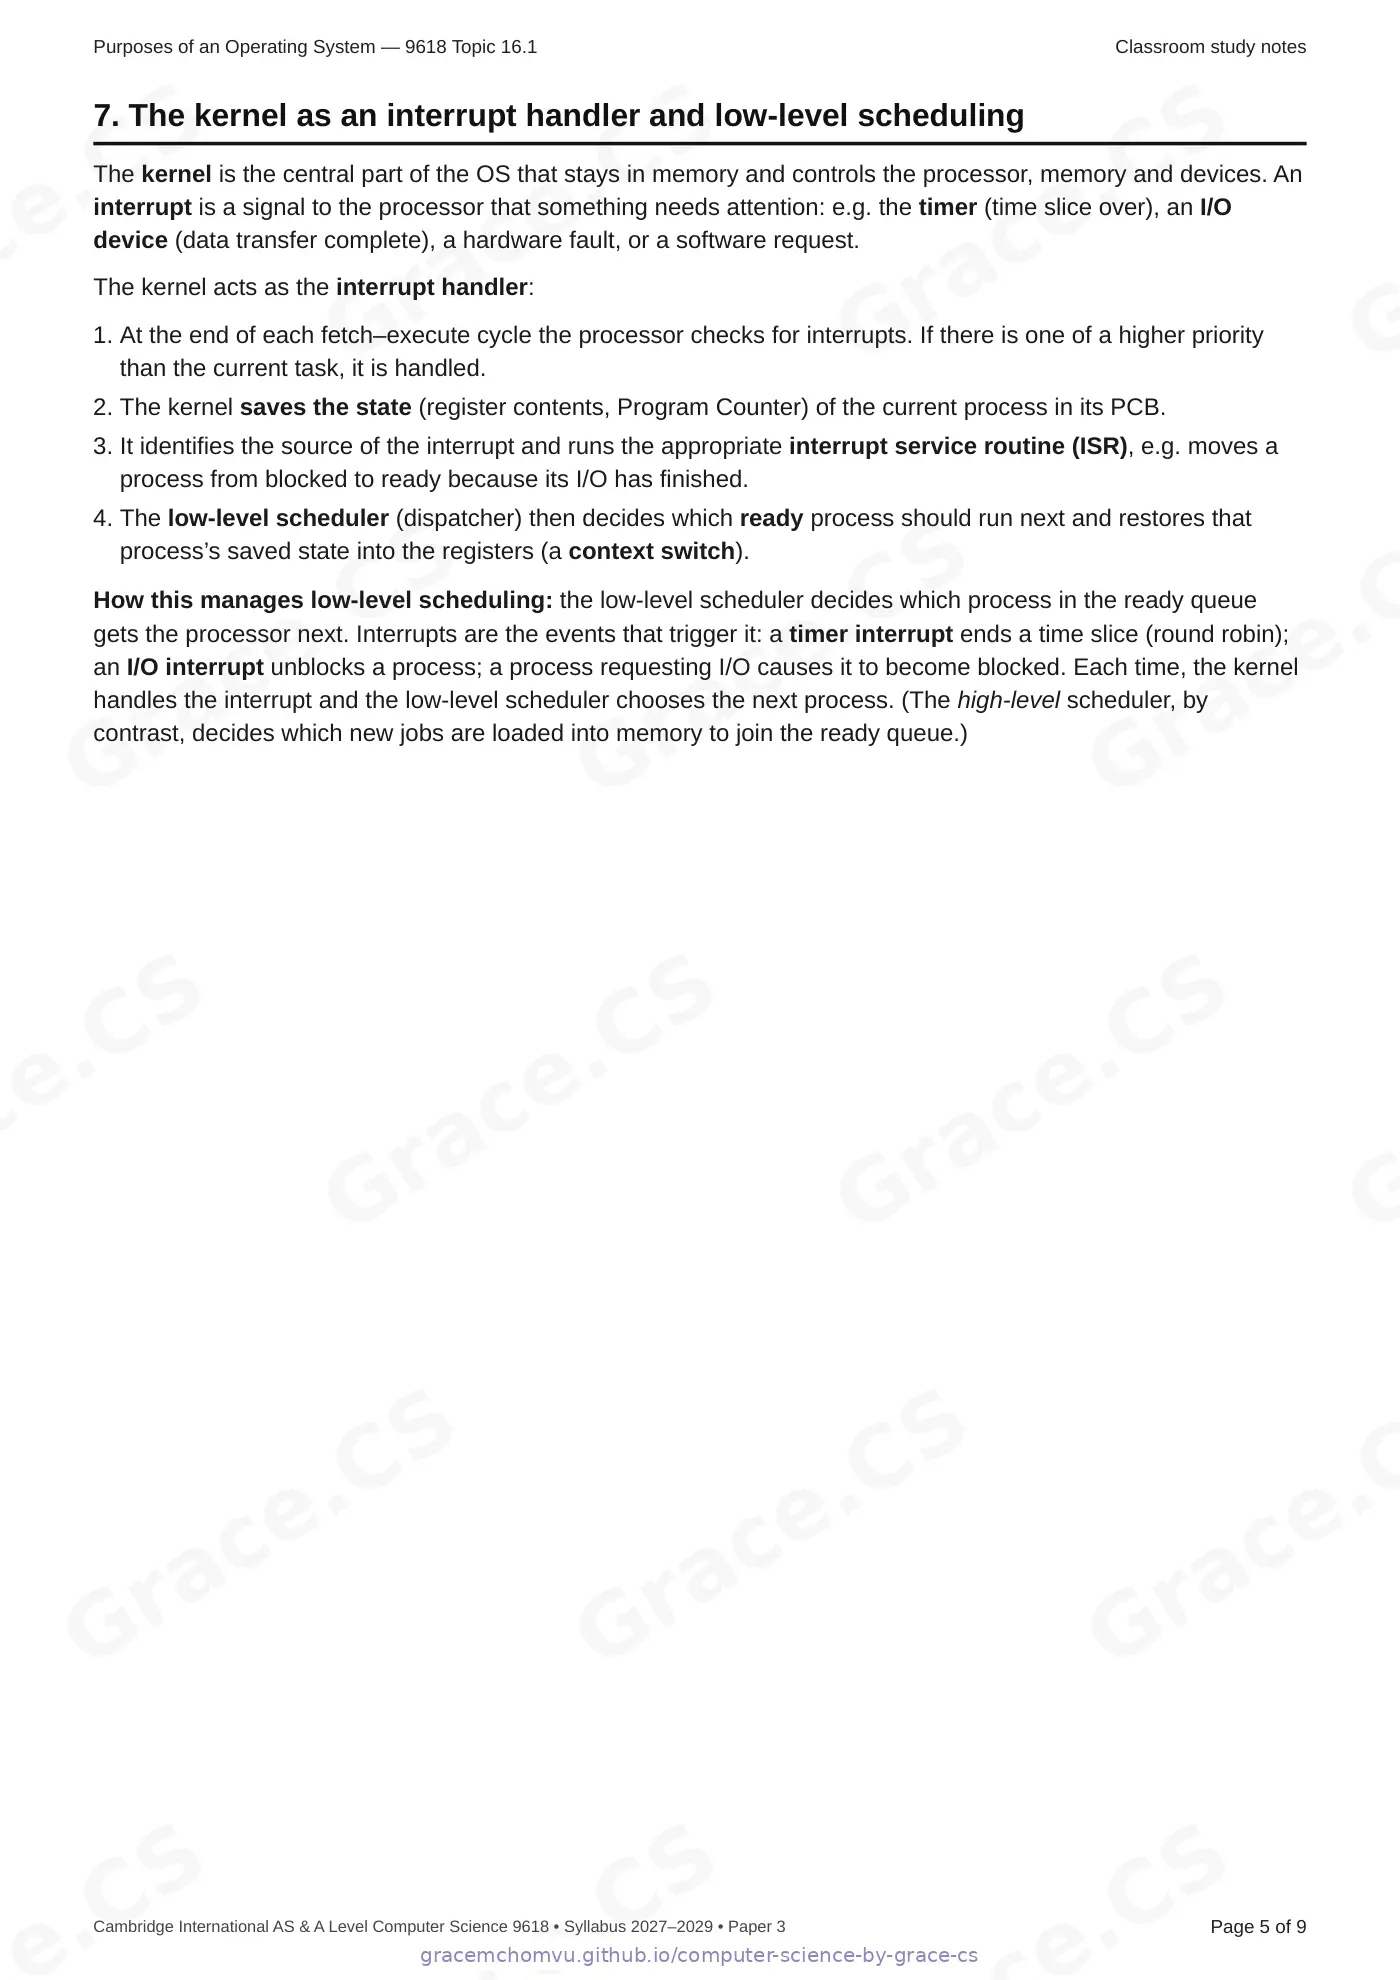 Purposes of an Operating System — 9618 Topic 16.1
Classroom study notes
7. The kernel as an interrupt handler and low-level scheduling
The kernel is the central part of the OS that stays in memory and controls the processor, memory and devices. An
interrupt is a signal to the processor that something needs attention: e.g. the timer (time slice over), an I/O
device (data transfer complete), a hardware fault, or a software request.
The kernel acts as the interrupt handler:
1. At the end of each fetch–execute cycle the processor checks for interrupts. If there is one of a higher priority
than the current task, it is handled.
2. The kernel saves the state (register contents, Program Counter) of the current process in its PCB.
3. It identifies the source of the interrupt and runs the appropriate interrupt service routine (ISR), e.g. moves a
process from blocked to ready because its I/O has finished.
4. The low-level scheduler (dispatcher) then decides which ready process should run next and restores that
process’s saved state into the registers (a context switch).
How this manages low-level scheduling: the low-level scheduler decides which process in the ready queue
gets the processor next. Interrupts are the events that trigger it: a timer interrupt ends a time slice (round robin);
an I/O interrupt unblocks a process; a process requesting I/O causes it to become blocked. Each time, the kernel
handles the interrupt and the low-level scheduler chooses the next process. (The high-level scheduler, by
contrast, decides which new jobs are loaded into memory to join the ready queue.)
Grace.CS
Cambridge International AS & A Level Computer Science 9618 • Syllabus 2027–2029 • Paper 3
Page 5 of 9
gracemchomvu.github.io/computer-science-by-grace-cs